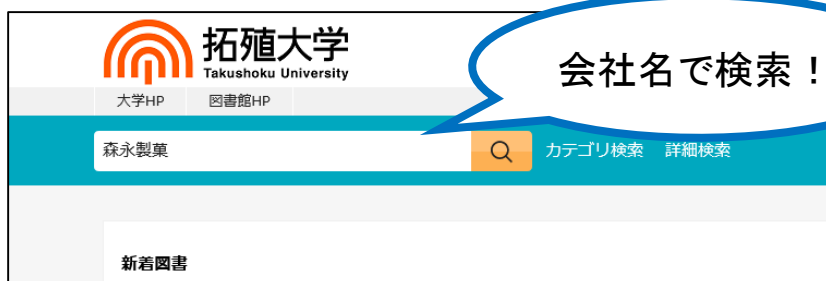 拓殖大学
Takushoku University
会社名で検索！
大学HP 図書館HP
森永製菓
カテゴリ検索 詳細検索
新着図書